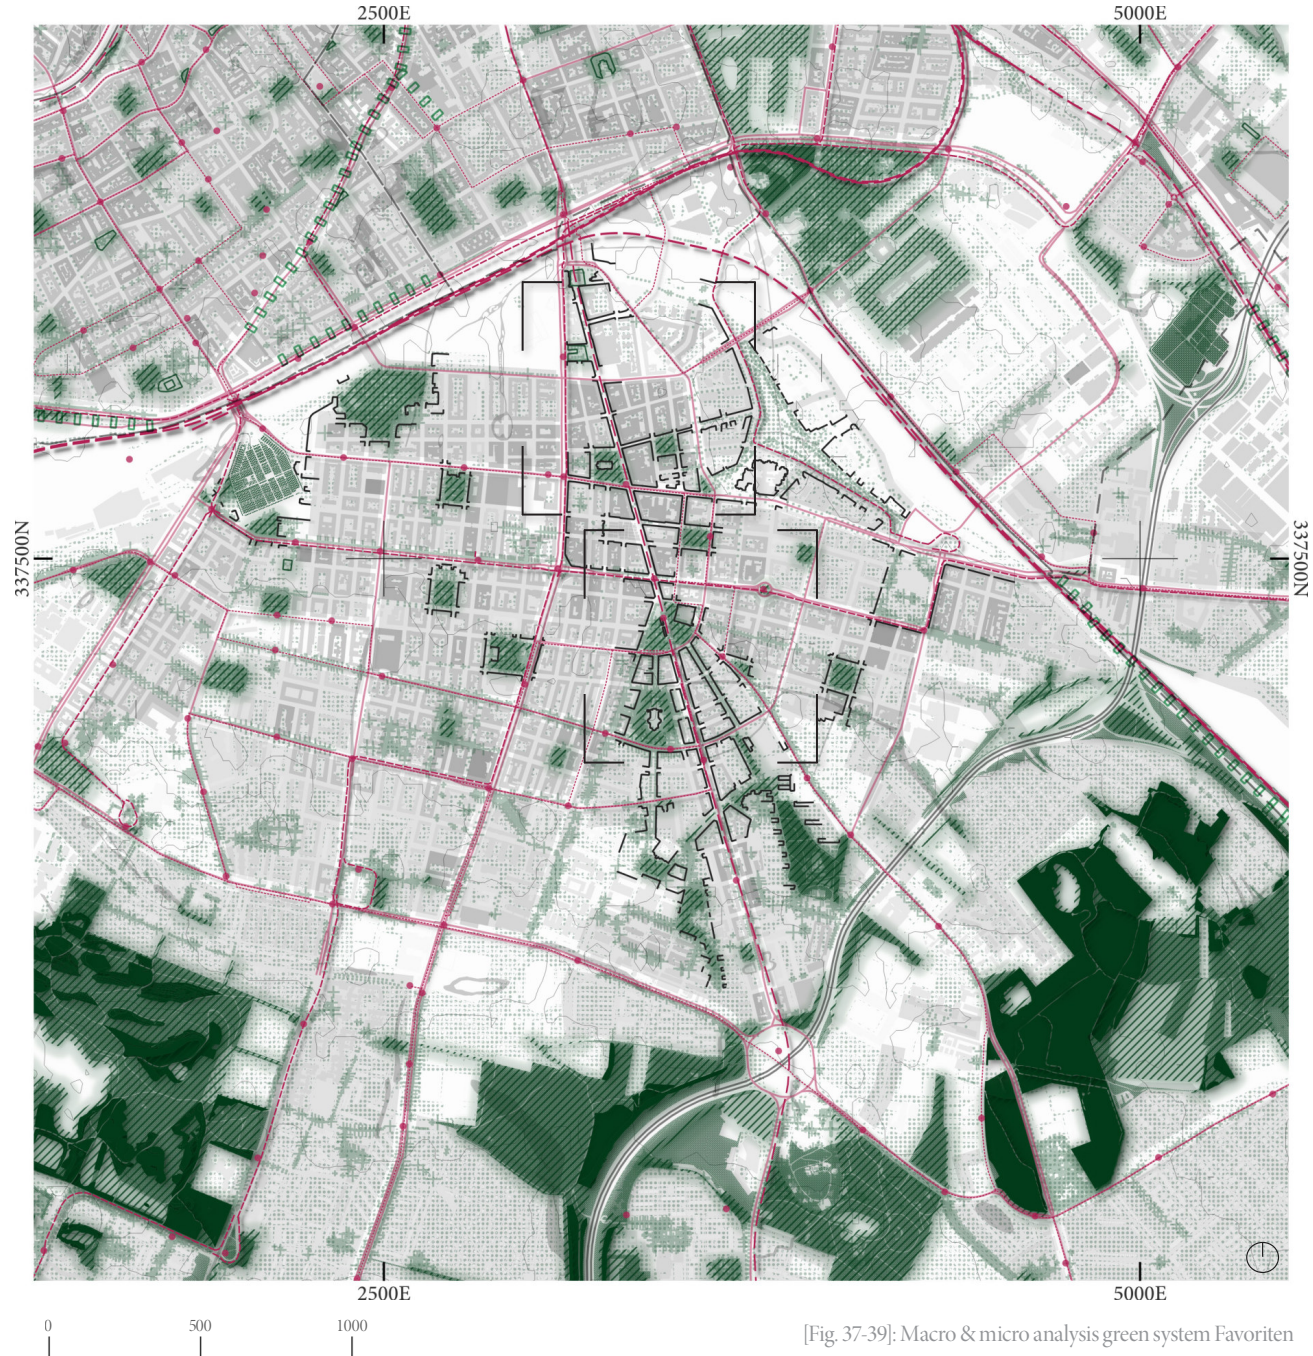 2500E 5000E
337500N 337500N
2500E 5000E
0 500 1000
[Fig. 37-39]: Macro & micro analysis green system Favoriten